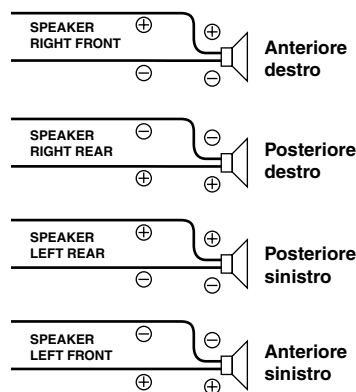 SPEAKER
RIGHT FRONT
+
+
-
-
Anteriore
destro
SPEAKER
RIGHT REAR
-
-
+
+
Posteriore
destro
SPEAKER
LEFT REAR
+
+
-
-
Posteriore
sinistro
SPEAKER
LEFT FRONT
-
-
+
+
Anteriore
sinistro